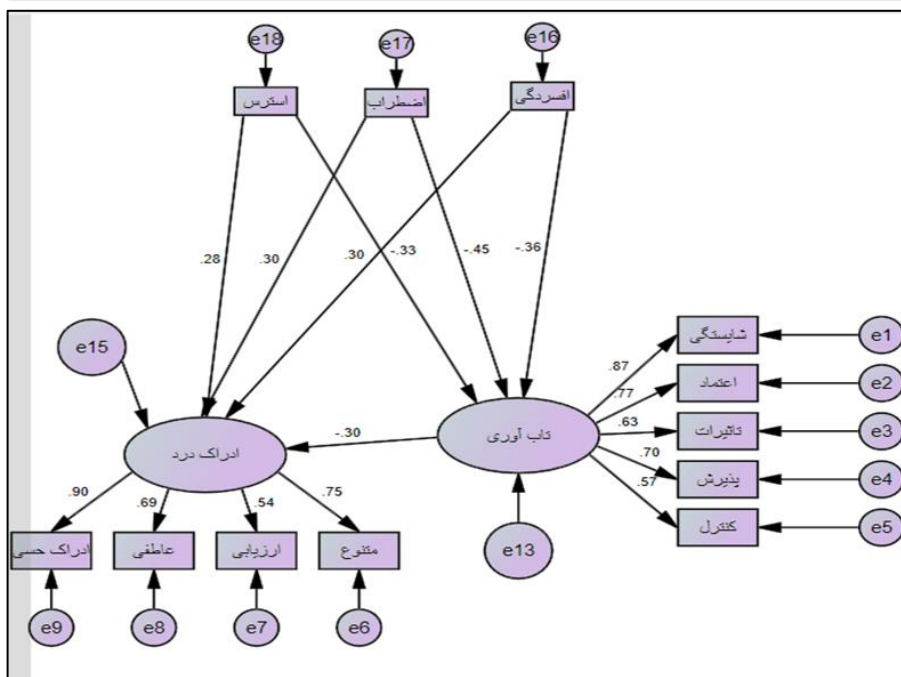 e18
e17
e16
استرس
اضطراب
افسردگی
.28
.30
.30
-.33
-.45
-.36
e15
شایستگی
e1
.87
اعتماد
e2
.77
تاثیرات
e3
.63
پذیرش
e4
.70
کنترل
e5
.57
تاب آوری
-.30
ادراک درد
e13
.90
.69
.54
.75
ادراک حسی
عاطفی
ارزیابی
متنوع
e9
e8
e7
e6